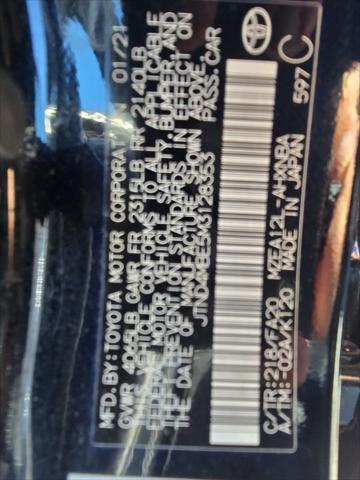 MFD.BY:TOYOTA MOTOR CORPORATION 01/21
GVWR 4065LB GAWR FR 2315LB RR 2140LB
THIS VEHICLE CONFORMS TO ALL APPLICABLE
FEDERAL MOTOR VEHICLE SAFETY, BUMPER, AND
THEFT PREVENTION STANDARDS IN EFFECT ON
THE DATE OF MANUFACTURE SHOWN ABOVE.
PASS.CAR
TOYOTA
C/TR:218/FA20 MZEA12L-AHXNBA
A/TM:-02A/K120 MADE IN JAPAN
597 C